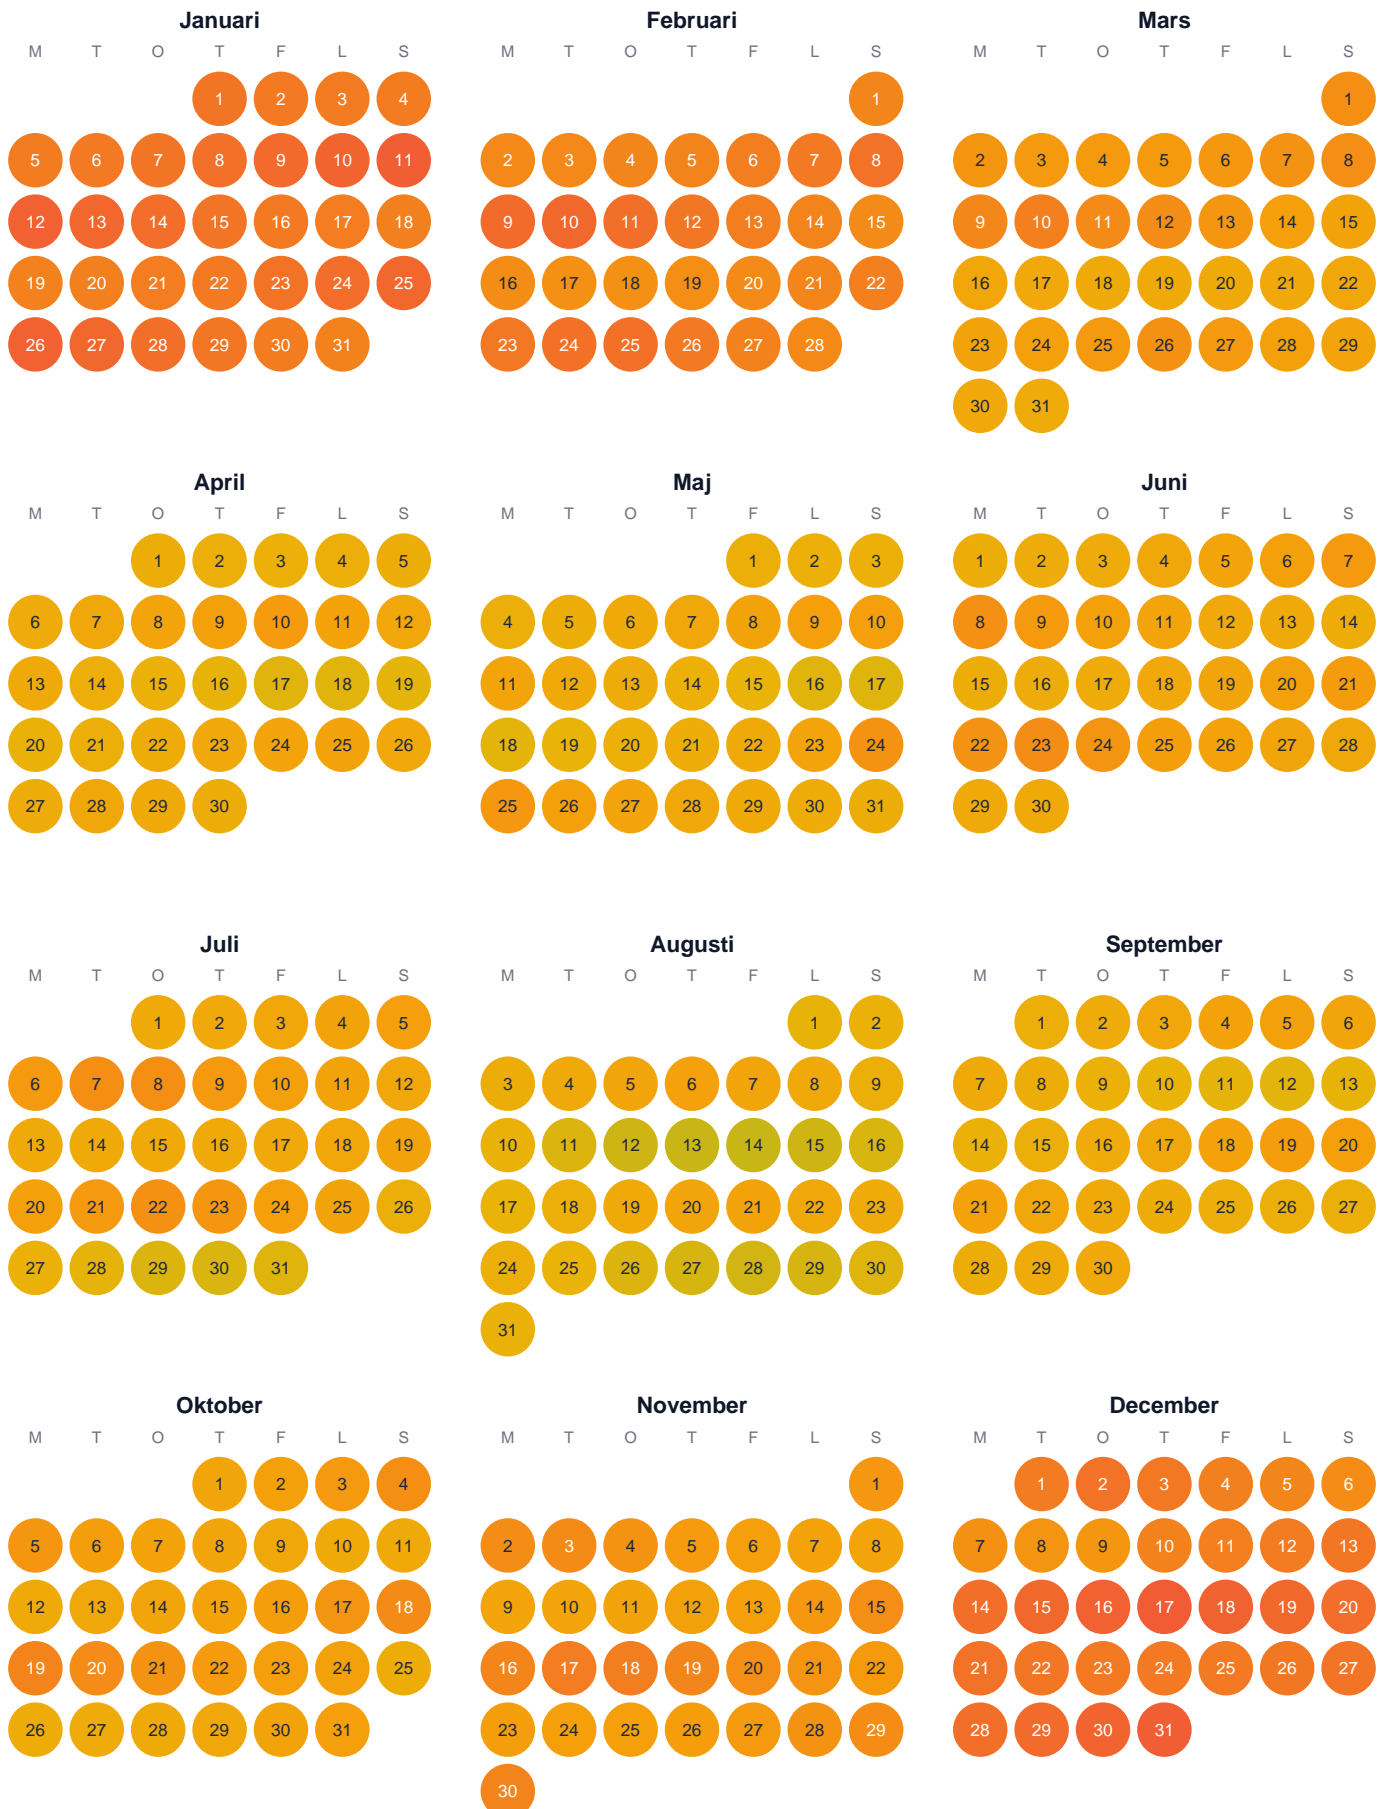 Januari Februari Mars
M T O T F L S M T O T F L S M T O T F L S
1 2 3 4 1 1
5 6 7 8 9 10 11 2 3 4 5 6 7 8 2 3 4 5 6 7 8
12 13 14 15 16 17 18 9 10 11 12 13 14 15 9 10 11 12 13 14 15
19 20 21 22 23 24 25 16 17 18 19 20 21 22 16 17 18 19 20 21 22
26 27 28 29 30 31 23 24 25 26 27 28 23 24 25 26 27 28 29
30 31
April Maj Juni
M T O T F L S M T O T F L S M T O T F L S
1 2 3 4 5 1 2 3 1 2 3 4 5 6 7
6 7 8 9 10 11 12 4 5 6 7 8 9 10 8 9 10 11 12 13 14
13 14 15 16 17 18 19 11 12 13 14 15 16 17 15 16 17 18 19 20 21
20 21 22 23 24 25 26 18 19 20 21 22 23 24 22 23 24 25 26 27 28
27 28 29 30 25 26 27 28 29 30 31 29 30
Juli Augusti September
M T O T F L S M T O T F L S M T O T F L S
1 2 3 4 5 1 2 1 2 3 4 5 6
6 7 8 9 10 11 12 3 4 5 6 7 8 9 7 8 9 10 11 12 13
13 14 15 16 17 18 19 10 11 12 13 14 15 16 14 15 16 17 18 19 20
20 21 22 23 24 25 26 17 18 19 20 21 22 23 21 22 23 24 25 26 27
27 28 29 30 31 24 25 26 27 28 29 30 28 29 30
31
Oktober November December
M T O T F L S M T O T F L S M T O T F L S
1 2 3 4 1 1 2 3 4 5 6
5 6 7 8 9 10 11 2 3 4 5 6 7 8 7 8 9 10 11 12 13
12 13 14 15 16 17 18 9 10 11 12 13 14 15 14 15 16 17 18 19 20
19 20 21 22 23 24 25 16 17 18 19 20 21 22 21 22 23 24 25 26 27
26 27 28 29 30 31 23 24 25 26 27 28 29 28 29 30 31
30